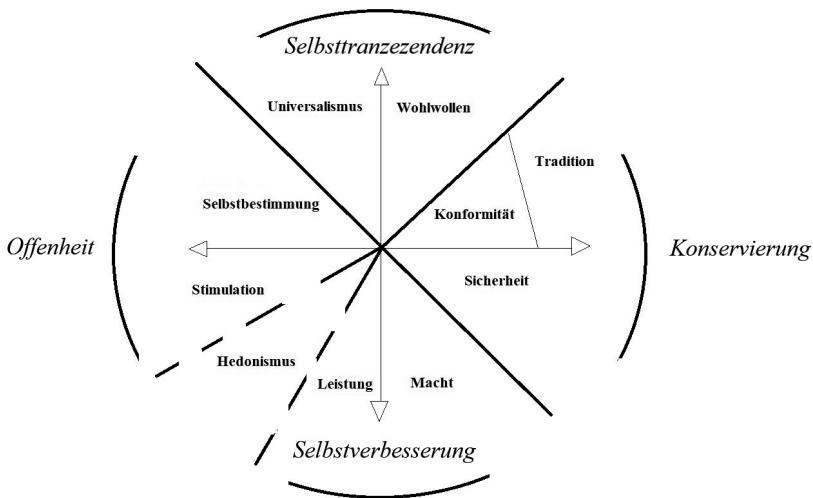 Selbsttranzezendenz
Universalismus Wohlwollen
Tradition
Selbstbestimmung Konformität
Offenheit Konservierung
Stimulation Sicherheit
Hedonismus
Leistung Macht
Selbstverbesserung